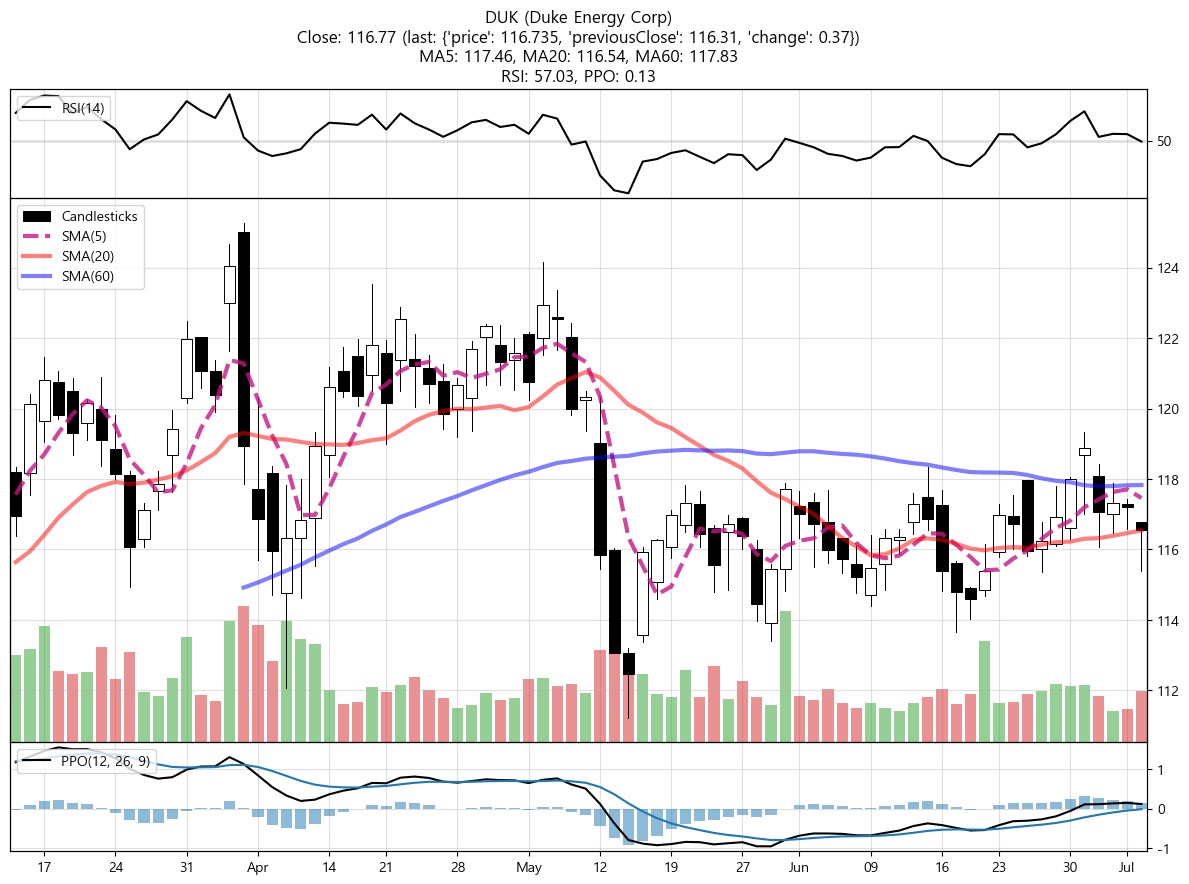 DUK (Duke Energy Corp)
Close: 116.77 (last: {'price': 116.735, 'previousClose': 116.31, 'change': 0.37})
MA5: 117.46, MA20: 116.54, MA60: 117.83
RSI: 57.03, PPO: 0.13
RSI(14)
50
Candlesticks
SMA(5)
SMA(20)
SMA(60)
124
122
120
118
116
114
112
PPO(12, 26, 9)
1
0
-1
17 24 31 Apr 14 21 28 May 12 19 27 Jun 09 16 23 30 Jul